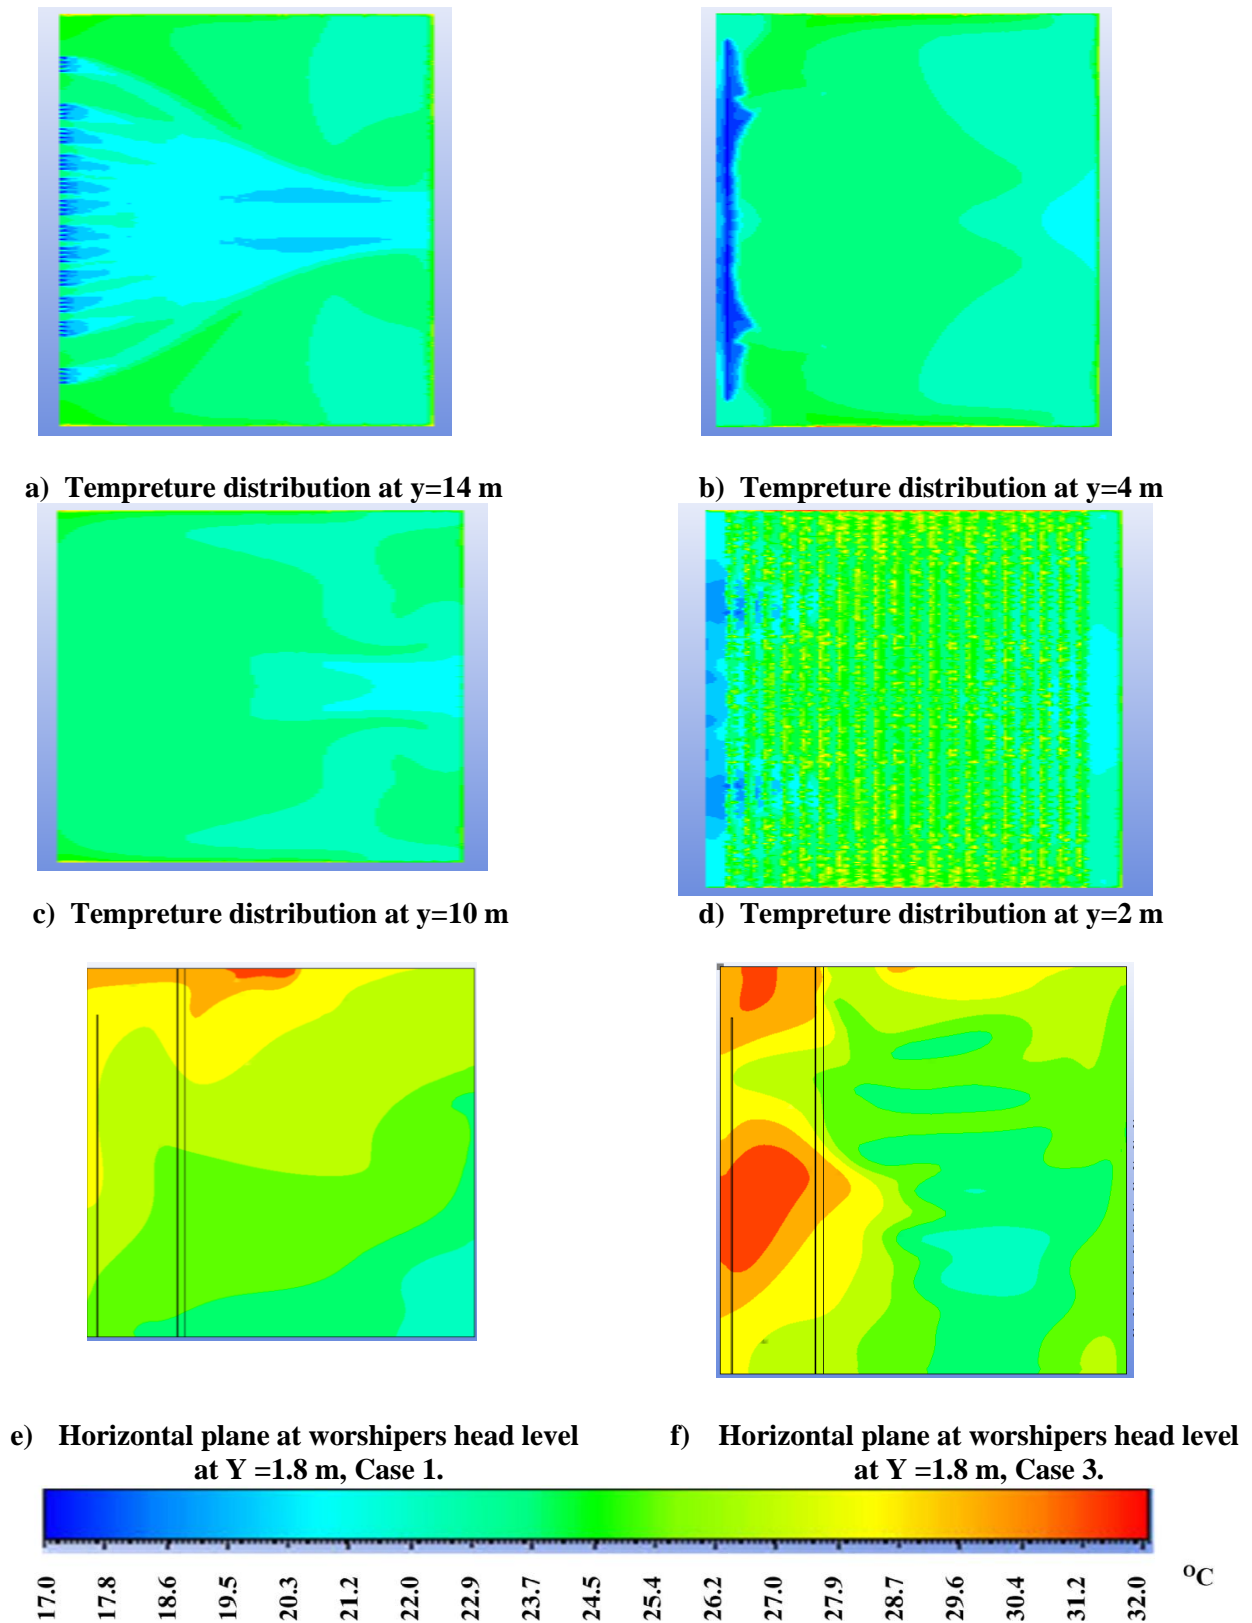 a) Tempreture distribution at y=14 m
b) Tempreture distribution at y=4 m
c) Tempreture distribution at y=10 m
d) Tempreture distribution at y=2 m
e) Horizontal plane at worshipers head level
at Y =1.8 m, Case 1.
f) Horizontal plane at worshipers head level
at Y =1.8 m, Case 3.
17.0 17.8 18.6 19.5 20.3 21.2 22.0 22.9 23.7 24.5 25.4 26.2 27.0 27.9 28.7 29.6 30.4 31.2 32.0 ᴼC